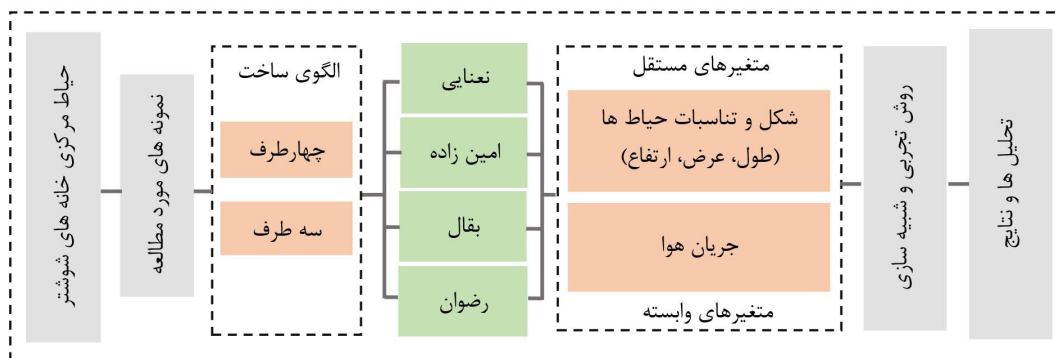 حیاط مرکزی خانه های شوشتر
نمونه های مورد مطالعه
الگوی ساخت
چهارطرف
سه طرف
نعنایی
امین زاده
بقال
رضوان
متغیرهای مستقل
شکل و تناسبات حیاط ها
(طول، عرض، ارتفاع)
جریان هوا
متغیرهای وابسته
روش تجربی و شبیه سازی
تحلیل ها و نتایج